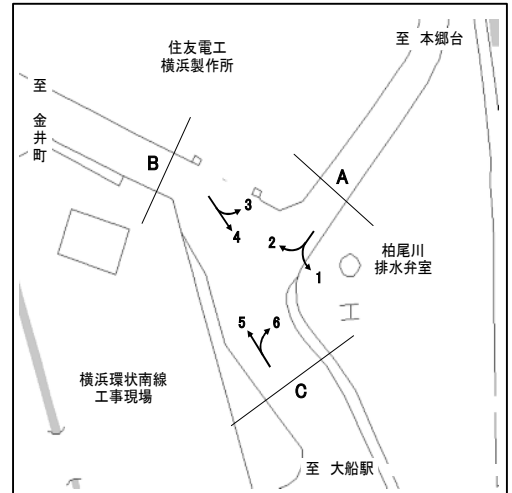 住友電工
横浜製作所
至 本郷台
至
金
井
町
B
A
3
4
2
1
柏尾川
排水弁室
5
6
C
横浜環状南線
工事現場
至 大船駅